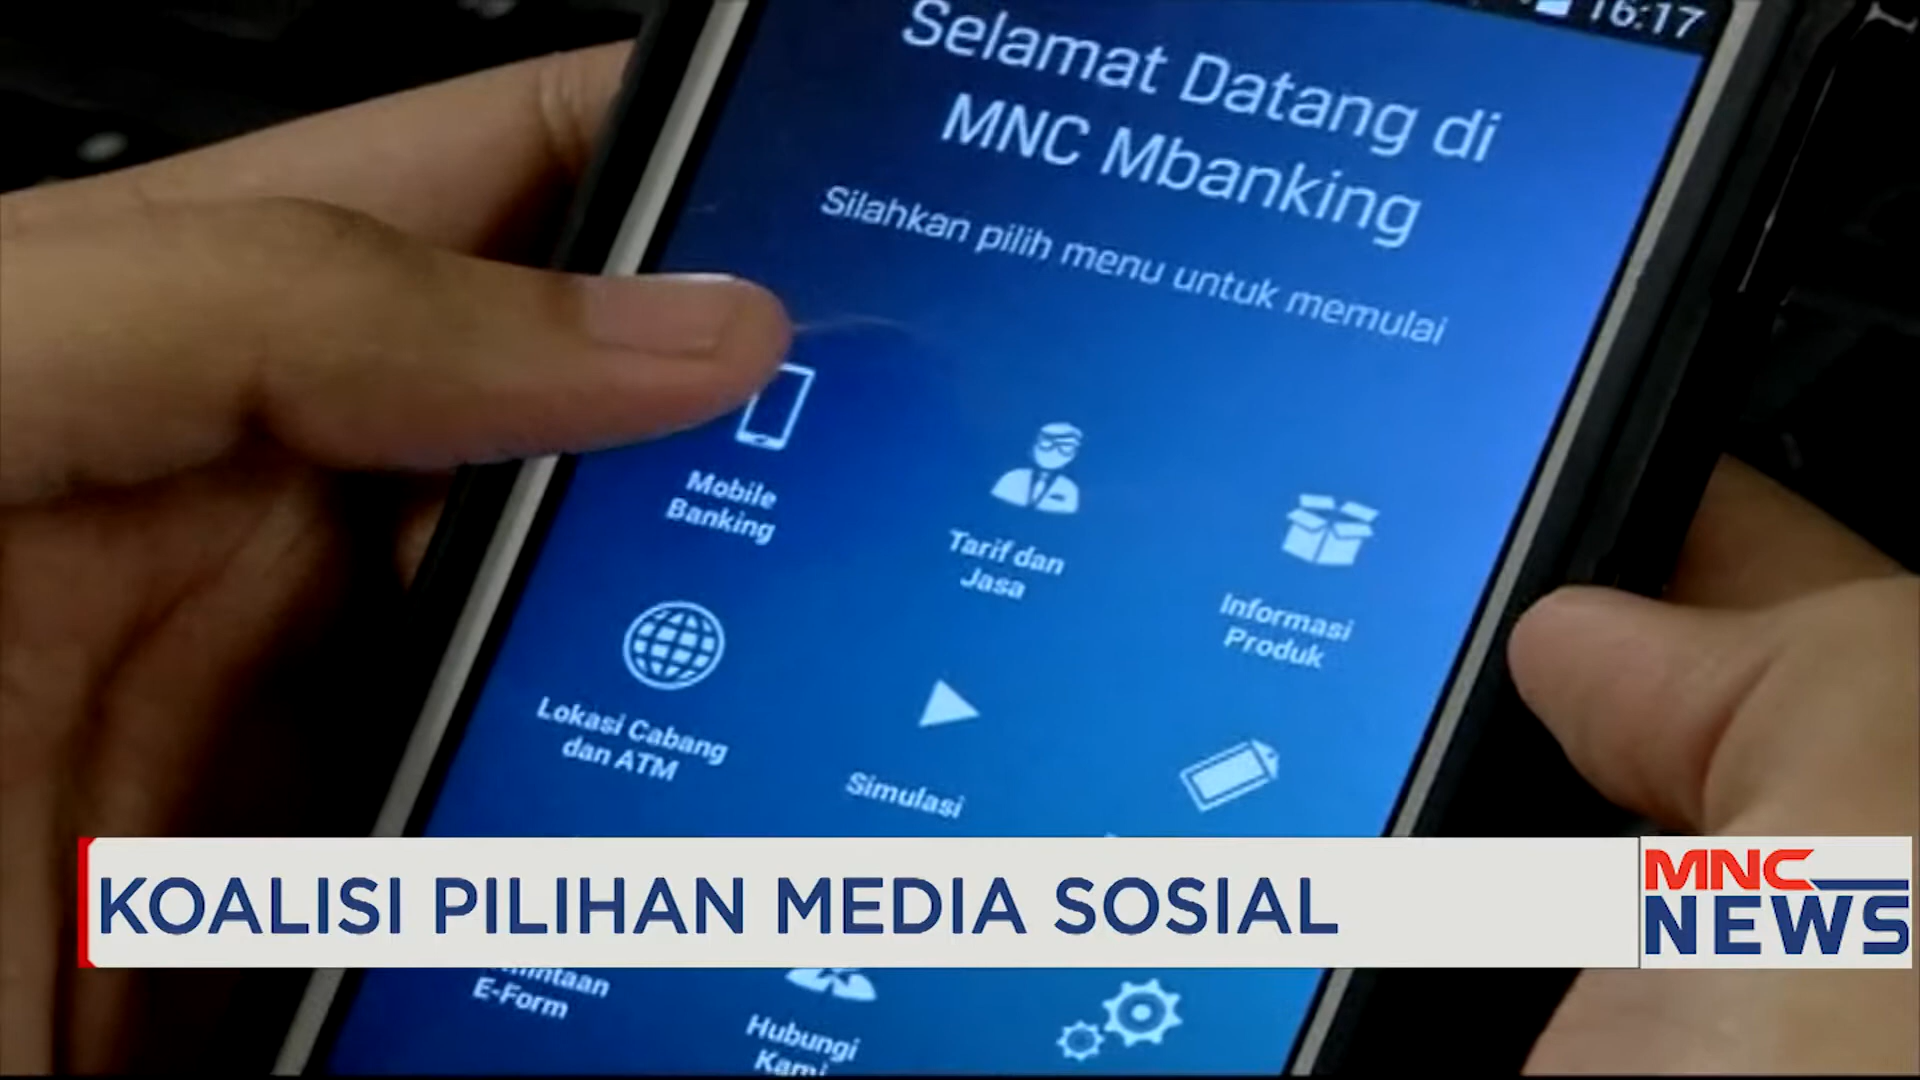 16:17
Selamat Datang di
MNC Mbanking
Silahkan pilih menu untuk memulai
Mobile
Banking
Tarif dan
Jasa
Informasi
Produk
Lokasi Cabang
dan ATM
Simulasi
KOALISI PILIHAN MEDIA SOSIAL
MNC
NEWS
E-Form
Hubungi
Kami